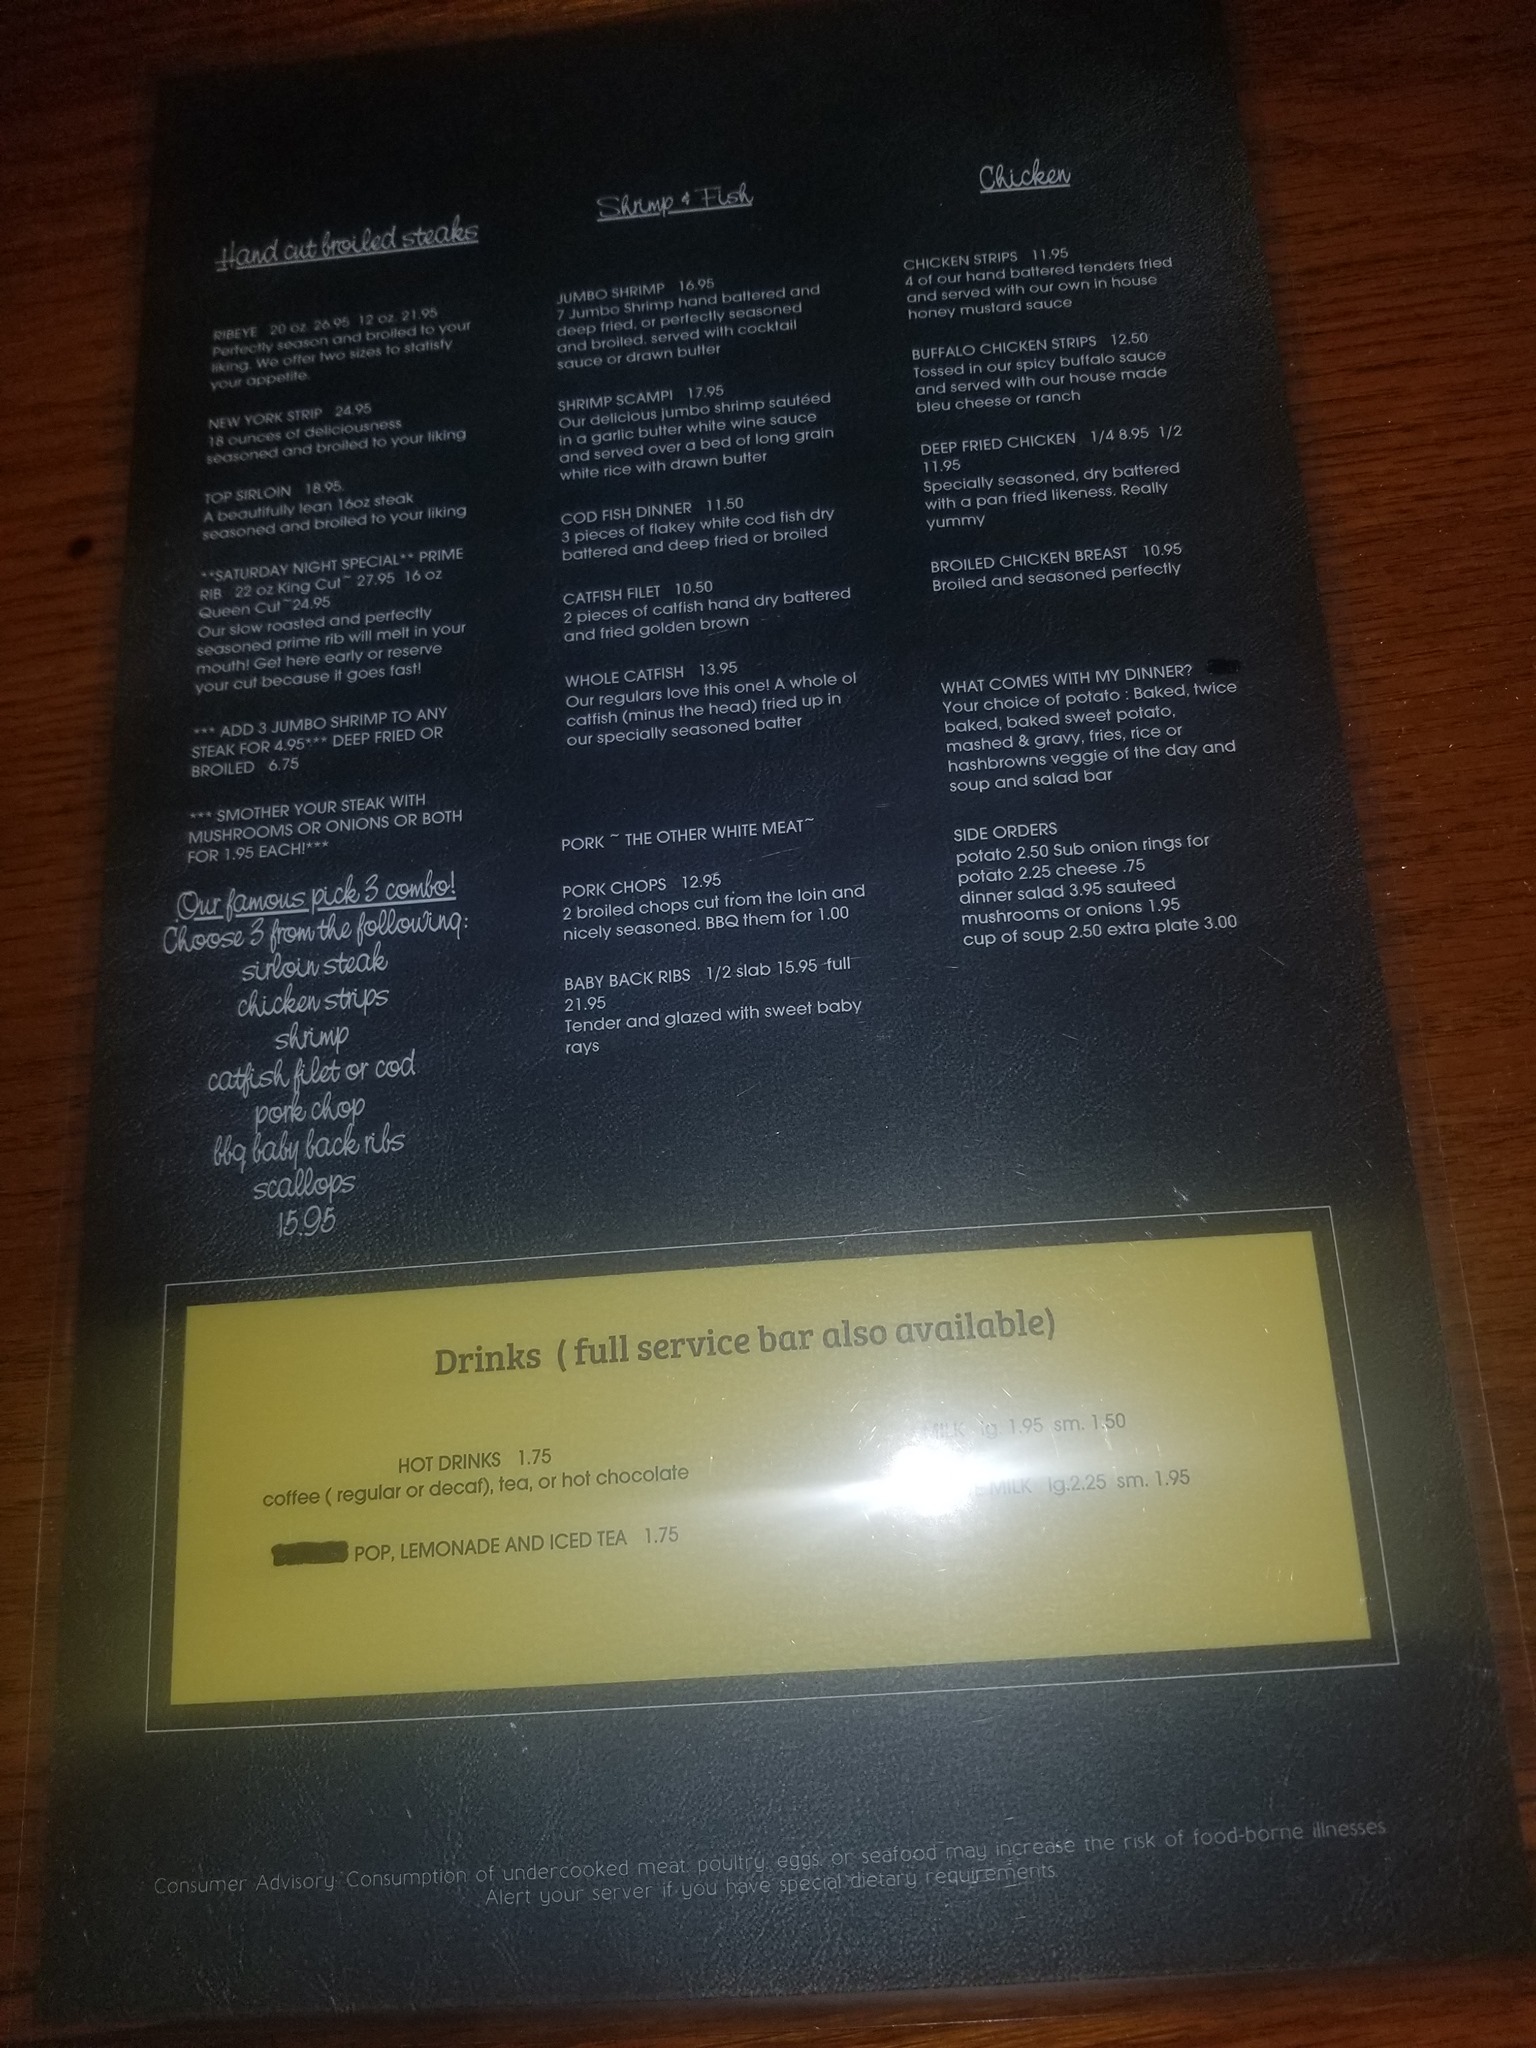 Hand cut broiled steaks
RIBEYE 20 oz. 26.95 12 oz. 21.95
Perfectly season and broiled to your
liking. We offer two sizes to statisfy
your appetite.
NEW YORK STRIP 24.95
18 ounces of deliciousness
seasoned and broiled to your liking
TOP SIRLOIN 18.95
A beautifully lean 16oz steak
seasoned and broiled to your liking
**SATURDAY NIGHT SPECIAL** PRIME
RIB 22 oz King Cut~ 27.95 16 oz
Queen Cut~24.95
Our slow roasted and perfectly
seasoned prime rib will melt in your
mouth! Get here early or reserve
your cut because it goes fast!
*** ADD 3 JUMBO SHRIMP TO ANY
STEAK FOR 4.95*** DEEP FRIED OR
BROILED 6.75
*** SMOTHER YOUR STEAK WITH
MUSHROOMS OR ONIONS OR BOTH
FOR 1.95 EACH!***
Our famous pick 3 combo!
Choose 3 from the following:
sirloin steak
chicken strips
shrimp
catfish filet or cod
pork chop
bbq baby back ribs
scallops
15.95
Shrimp & Fish
JUMBO SHRIMP 16.95
7 Jumbo Shrimp hand battered and
deep fried, or perfectly seasoned
and broiled. served with cocktail
sauce or drawn butter
SHRIMP SCAMPI 17.95
Our delicious jumbo shrimp sautéed
in a garlic butter white wine sauce
and served over a bed of long grain
white rice with drawn butter
COD FISH DINNER 11.50
3 pieces of flakey white cod fish dry
battered and deep fried or broiled
CATFISH FILET 10.50
2 pieces of catfish hand dry battered
and fried golden brown
WHOLE CATFISH 13.95
Our regulars love this one! A whole ol
catfish (minus the head) fried up in
our specially seasoned batter
PORK ~ THE OTHER WHITE MEAT~
PORK CHOPS 12.95
2 broiled chops cut from the loin and
nicely seasoned. BBQ them for 1.00
BABY BACK RIBS 1/2 slab 15.95 full
21.95
Tender and glazed with sweet baby
rays
Chicken
CHICKEN STRIPS 11.95
4 of our hand battered tenders fried
and served with our own in house
honey mustard sauce
BUFFALO CHICKEN STRIPS 12.50
Tossed in our spicy buffalo sauce
and served with our house made
bleu cheese or ranch
DEEP FRIED CHICKEN 1/4 8.95 1/2
11.95
Specially seasoned, dry battered
with a pan fried likeness. Really
yummy
BROILED CHICKEN BREAST 10.95
Broiled and seasoned perfectly
WHAT COMES WITH MY DINNER?
Your choice of potato : Baked, twice
baked, baked sweet potato,
mashed & gravy, fries, rice or
hashbrowns veggie of the day and
soup and salad bar
SIDE ORDERS
potato 2.50 Sub onion rings for
potato 2.25 cheese .75
dinner salad 3.95 sauteed
mushrooms or onions 1.95
cup of soup 2.50 extra plate 3.00
Drinks ( full service bar also available)
HOT DRINKS 1.75
coffee ( regular or decaf), tea, or hot chocolate
POP, LEMONADE AND ICED TEA 1.75
MILK lg. 1.95 sm. 1.50
MILK lg.2.25 sm. 1.95
Consumer Advisory: Consumption of undercooked meat, poultry, eggs, or seafood may increase the risk of food-borne illnesses
Alert your server if you have special dietary requirements.